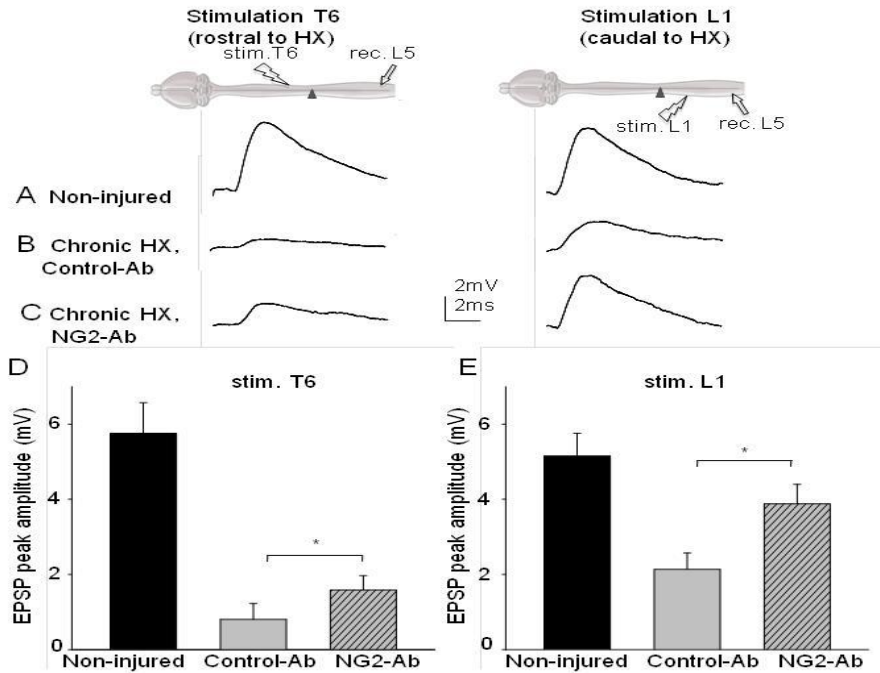 Stimulation T6
(rostral to HX)
stim.T6
rec.L5
Stimulation L1
(caudal to HX)
stim.L1
rec.L5
A Non-injured
B Chronic HX,
Control-Ab
C Chronic HX,
NG2-Ab
2mV
2ms
D
stim. T6
EPSP peak amplitude (mV)
6
4
2
0
*
Non-injured Control-Ab NG2-Ab
E
stim. L1
EPSP peak amplitude (mV)
6
4
2
0
*
Non-injured Control-Ab NG2-Ab